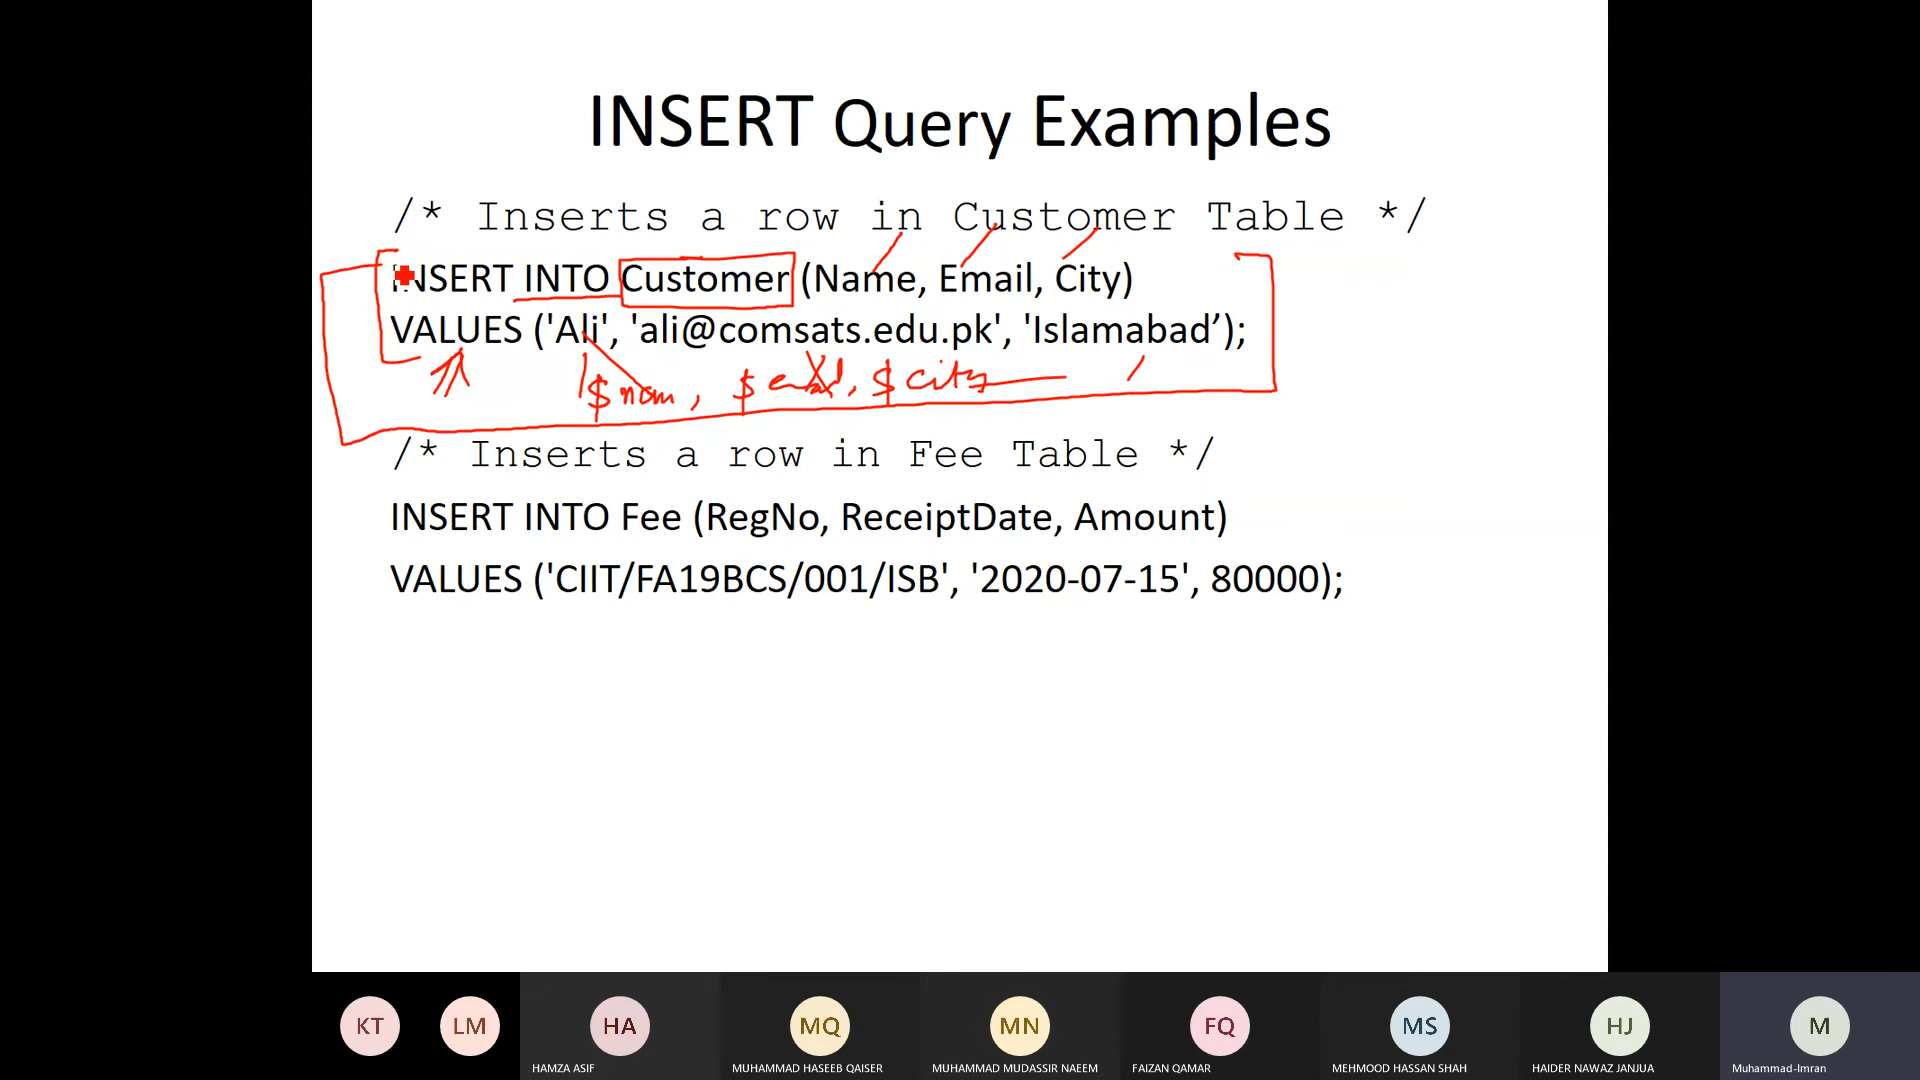 INSERT Query Examples
/* Inserts a row in Customer Table */
INSERT INTO Customer (Name, Email, City)
VALUES ('Ali', 'ali@comsats.edu.pk', 'Islamabad’);
$nam, $email, $city
/* Inserts a row in Fee Table */
INSERT INTO Fee (RegNo, ReceiptDate, Amount)
VALUES ('CIIT/FA19BCS/001/ISB', '2020-07-15', 80000);
KT LM HA MQ MN FQ MS HJ M
HAMZA ASIF MUHAMMAD HASEEB QAISER MUHAMMAD MUDASSIR NAEEM FAIZAN QAMAR MEHMOOD HASSAN SHAH HAIDER NAWAZ JANJUA Muhammad-Imran